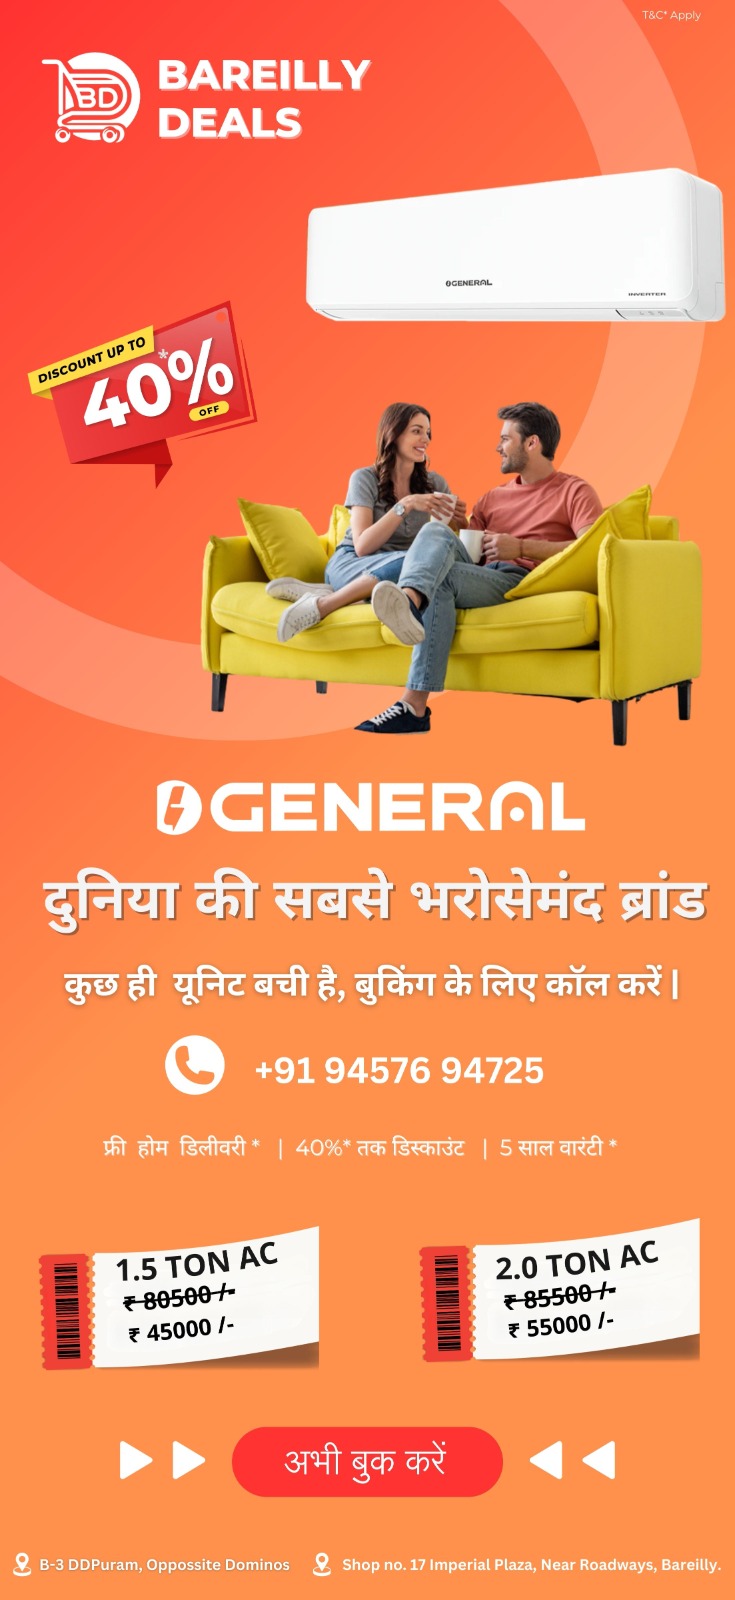 T&C* Apply
BD
BAREILLY
DEALS
GENERAL
INVERTER
DISCOUNT UP TO
40%*
OFF
GENERAL
दुनिया की सबसे भरोसेमंद ब्रांड
कुछ ही यूनिट बची है, बुकिंग के लिए कॉल करें |
+91 94576 94725
फ्री होम डिलीवरी * | 40%* तक डिस्काउंट | 5 साल वारंटी *
1.5 TON AC
₹ 80500 /-
₹ 45000 /-
2.0 TON AC
₹ 85500 /-
₹ 55000 /-
अभी बुक करें
B-3 DDPuram, Oppossite Dominos
Shop no. 17 Imperial Plaza, Near Roadways, Bareilly.